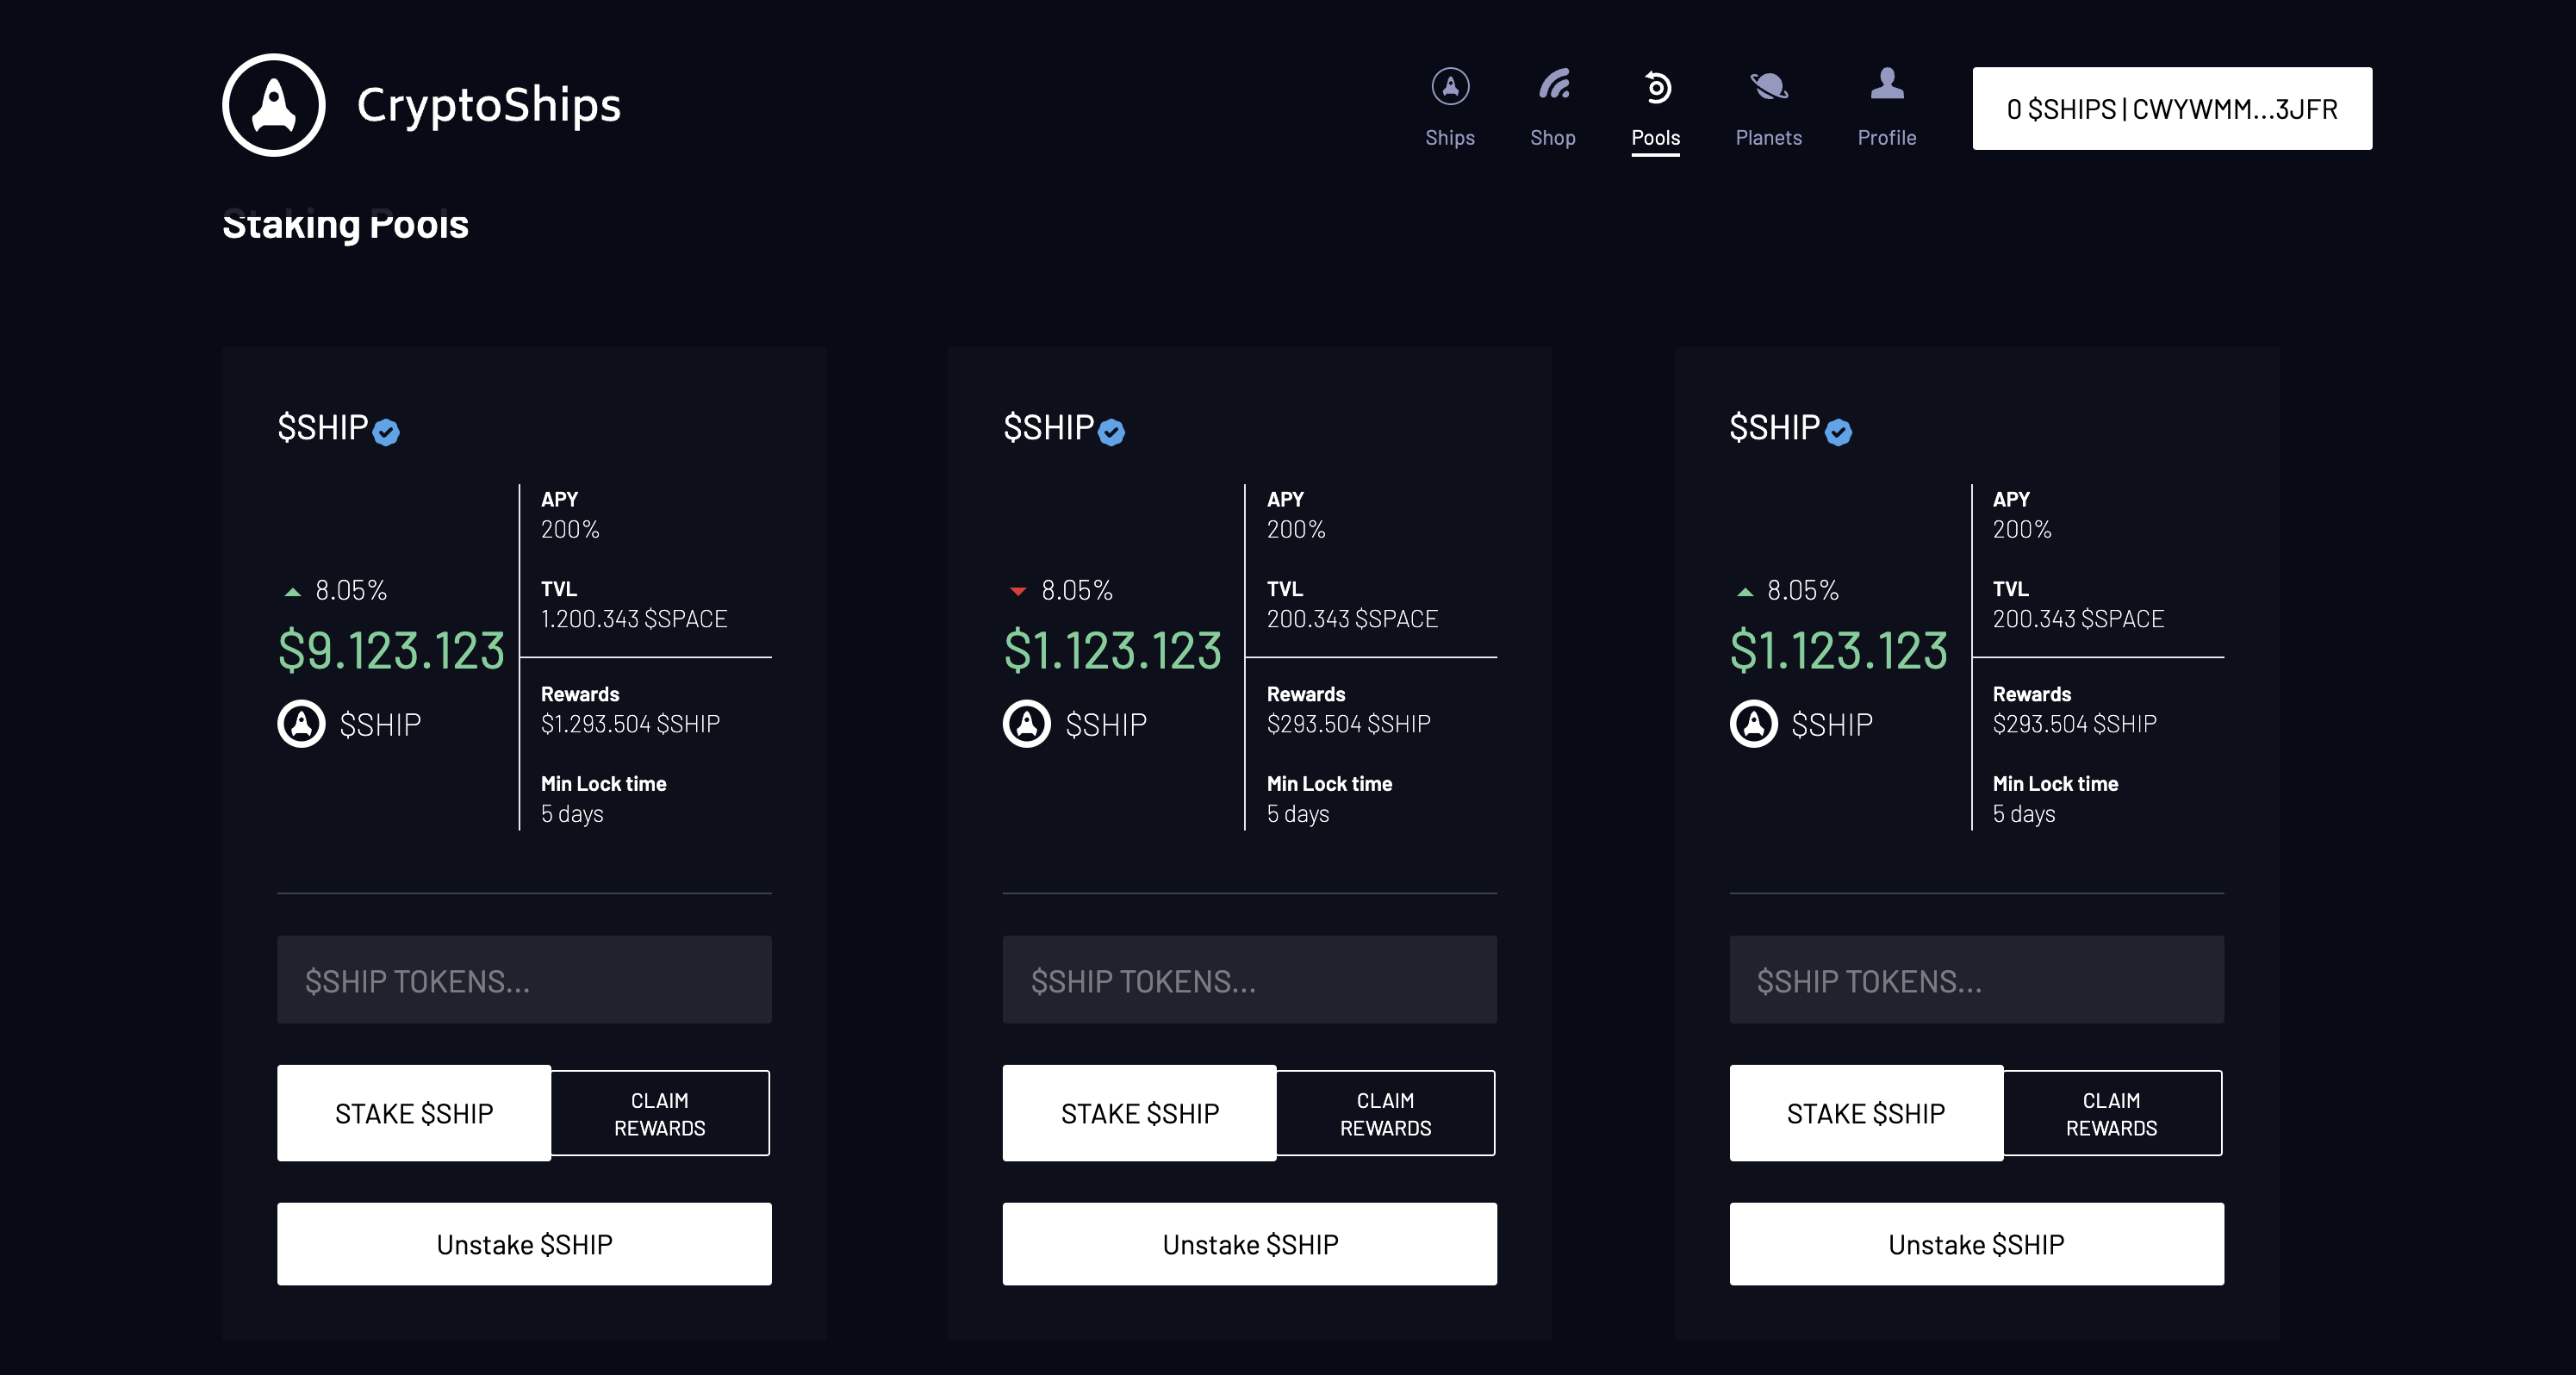 CryptoShips
Ships
Shop
Pools
Planets
Profile
0 $SHIPS | CWYWMM...3JFR
Staking Pools
$SHIP
APY
200%
8.05%
TVL
1.200.343 $SPACE
$9.123.123
Rewards
$SHIP
$1.293.504 $SHIP
Min Lock time
5 days
$SHIP TOKENS...
STAKE $SHIP
CLAIM
REWARDS
Unstake $SHIP
$SHIP
APY
200%
8.05%
TVL
200.343 $SPACE
$1.123.123
Rewards
$SHIP
$293.504 $SHIP
Min Lock time
5 days
$SHIP TOKENS...
STAKE $SHIP
CLAIM
REWARDS
Unstake $SHIP
$SHIP
APY
200%
8.05%
TVL
200.343 $SPACE
$1.123.123
Rewards
$SHIP
$293.504 $SHIP
Min Lock time
5 days
$SHIP TOKENS...
STAKE $SHIP
CLAIM
REWARDS
Unstake $SHIP